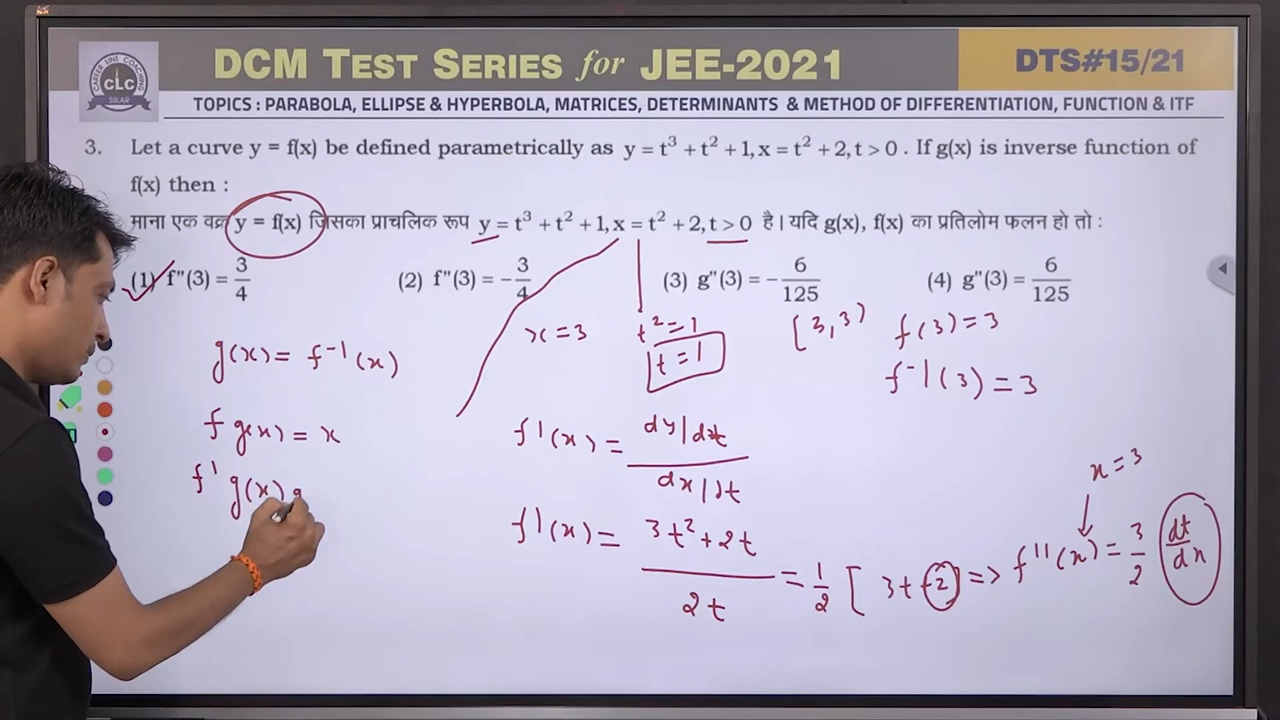 DCM TEST SERIES for JEE-2021
DTS#15/21
CAREER LINE COACHING
CLC
SIKAR
TOPICS : PARABOLA, ELLIPSE & HYPERBOLA, MATRICES, DETERMINANTS & METHOD OF DIFFERENTIATION, FUNCTION & ITF
3. Let a curve y = f(x) be defined parametrically as y = t³ + t² + 1, x = t² + 2, t > 0 . If g(x) is inverse function of
f(x) then :
माना एक वक्र y = f(x) जिसका प्राचलिक रूप y = t³ + t² + 1, x = t² + 2, t > 0 है। यदि g(x), f(x) का प्रतिलोम फलन हो तो :
(1) f"(3) = 3/4 (2) f"(3) = -3/4 (3) g"(3) = -6/125 (4) g"(3) = 6/125
x = 3 t² = 1 [3,3) f(3) = 3
g(x) = f⁻¹(x) t = 1 f⁻¹(3) = 3
f g(x) = x f'(x) = dy/dt / dx/dt
x = 3
f' g(x) g
f'(x) = 3t² + 2t / 2t = 1/2 [3t + 2] => f''(x) = 3/2 dt/dx